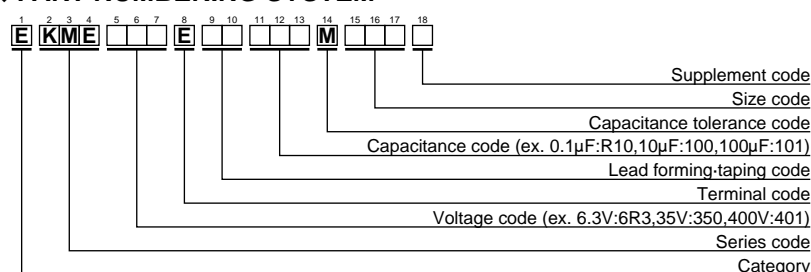 PART NUMBERING SYSTEM
1 2 3 4 5 6 7 8 9 10 11 12 13 14 15 16 17 18
E K M E E M
Supplement code
Size code
Capacitance tolerance code
Capacitance code (ex. 0.1μF:R10,10μF:100,100μF:101)
Lead forming·taping code
Terminal code
Voltage code (ex. 6.3V:6R3,35V:350,400V:401)
Series code
Category